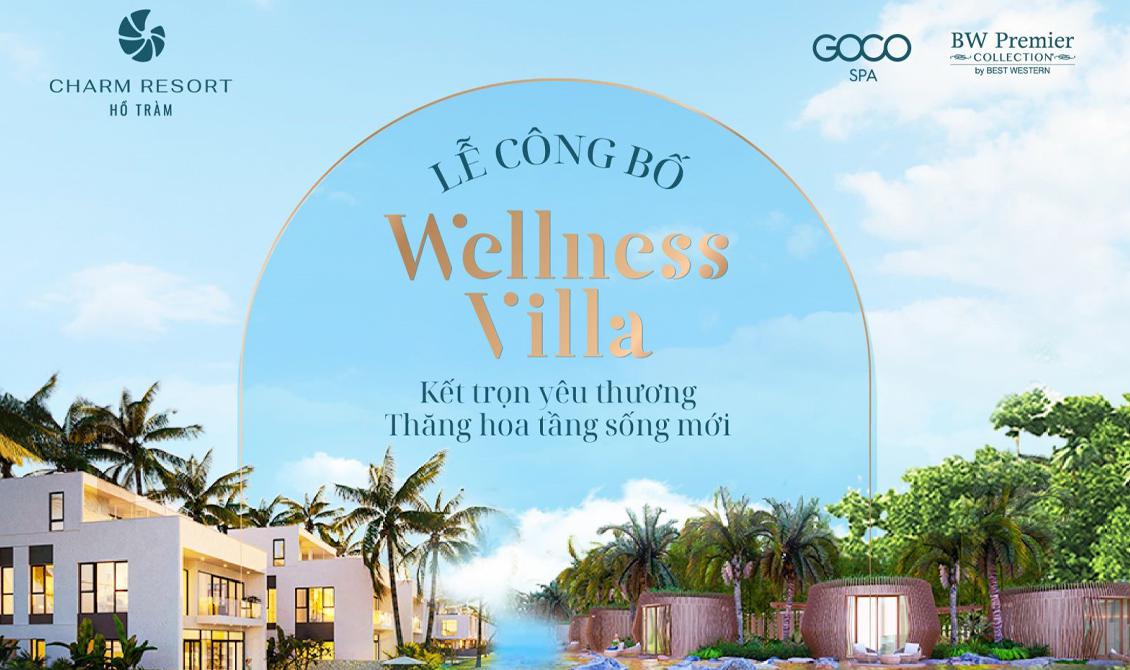 CHARM RESORT
HỒ TRÀM
GOCO
SPA
BW Premier
COLLECTION
by BEST WESTERN
LỄ CÔNG BỐ
Wellness
Villa
Kết trọn yêu thương
Thăng hoa tầng sống mới